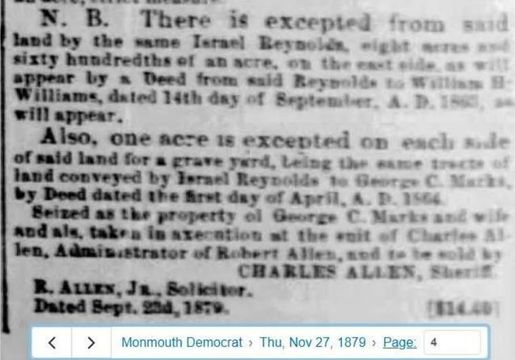 N. B. There is excepted from said
land by the same Israel Reynolds, eight acres and
sixty hundredths of an acre, on the east side, as will
appear by a Deed from said Reynolds to William H.
Williams, dated 14th day of September, A. D. as
will appear.
Also, one acre is excepted on each side
of said land for a grave yard, being the same tracts of
land conveyed by Israel Reynolds to George C. Marks,
by Deed dated the first day of April, A. D. 1864.
Seized as the property of George C. Marks and wife
and als, taken in execution at the suit of Charles Al-
len, Administrator of Robert Allen, and to be sold by
CHARLES ALLEN, Sheriff.
R. ALLEN, JR., Solicitor.
Dated Sept. 23d, 1879. [$14.40]
Monmouth Democrat › Thu, Nov 27, 1879 › Page: 4